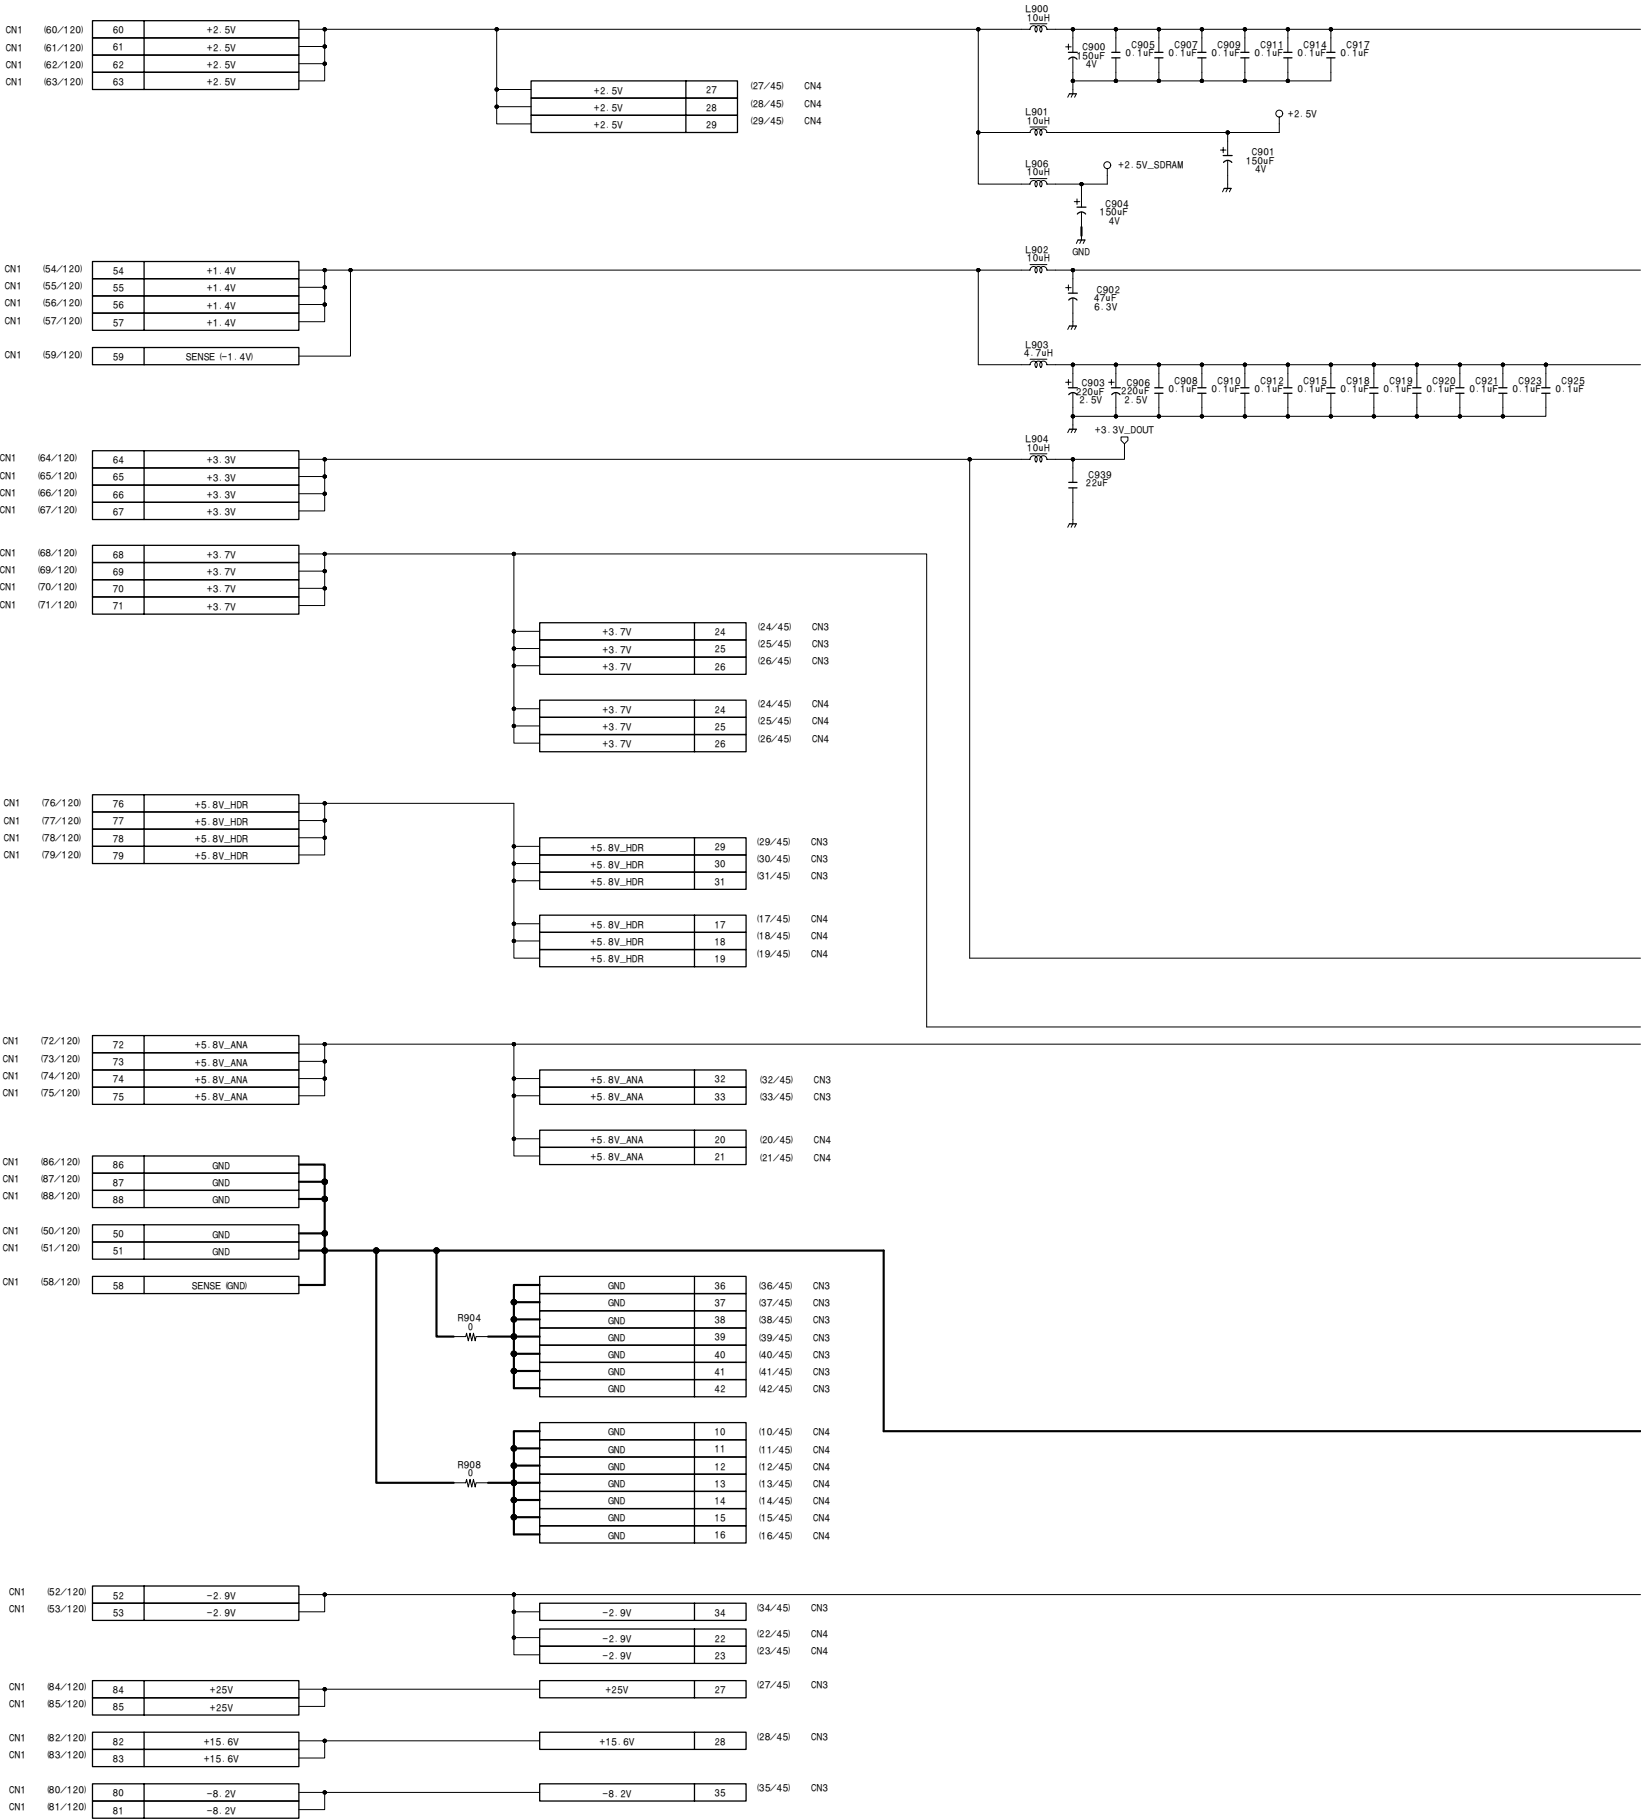 CN1 (60/120) 60 +2.5V
CN1 (61/120) 61 +2.5V
CN1 (62/120) 62 +2.5V
CN1 (63/120) 63 +2.5V
+2.5V 27 (27/45) CN4
+2.5V 28 (28/45) CN4
+2.5V 29 (29/45) CN4
L900
10uH
C900 C905 C907 C909 C911 C914 C917
150uF 0.1uF 0.1uF 0.1uF 0.1uF 0.1uF 0.1uF
4V
L901
10uH
+2.5V
C901
150uF
4V
L906
10uH
+2.5V_SDRAM
C904
150uF
4V
GND
CN1 (54/120) 54 +1.4V
CN1 (55/120) 55 +1.4V
CN1 (56/120) 56 +1.4V
CN1 (57/120) 57 +1.4V
CN1 (59/120) 59 SENSE (-1.4V)
L902
10uH
C902
47uF
6.3V
L903
4.7uH
C903 C906 C908 C910 C912 C915 C918 C919 C920 C921 C923 C925
220uF 220uF 0.1uF 0.1uF 0.1uF 0.1uF 0.1uF 0.1uF 0.1uF 0.1uF 0.1uF 0.1uF
2.5V 2.5V
CN1 (64/120) 64 +3.3V
CN1 (65/120) 65 +3.3V
CN1 (66/120) 66 +3.3V
CN1 (67/120) 67 +3.3V
L904
10uH
+3.3V_DOUT
C939
22uF
CN1 (68/120) 68 +3.7V
CN1 (69/120) 69 +3.7V
CN1 (70/120) 70 +3.7V
CN1 (71/120) 71 +3.7V
+3.7V 24 (24/45) CN3
+3.7V 25 (25/45) CN3
+3.7V 26 (26/45) CN3
+3.7V 24 (24/45) CN4
+3.7V 25 (25/45) CN4
+3.7V 26 (26/45) CN4
CN1 (76/120) 76 +5.8V_HDR
CN1 (77/120) 77 +5.8V_HDR
CN1 (78/120) 78 +5.8V_HDR
CN1 (79/120) 79 +5.8V_HDR
+5.8V_HDR 29 (29/45) CN3
+5.8V_HDR 30 (30/45) CN3
+5.8V_HDR 31 (31/45) CN3
+5.8V_HDR 17 (17/45) CN4
+5.8V_HDR 18 (18/45) CN4
+5.8V_HDR 19 (19/45) CN4
CN1 (72/120) 72 +5.8V_ANA
CN1 (73/120) 73 +5.8V_ANA
CN1 (74/120) 74 +5.8V_ANA
CN1 (75/120) 75 +5.8V_ANA
+5.8V_ANA 32 (32/45) CN3
+5.8V_ANA 33 (33/45) CN3
+5.8V_ANA 20 (20/45) CN4
+5.8V_ANA 21 (21/45) CN4
CN1 (86/120) 86 GND
CN1 (87/120) 87 GND
CN1 (88/120) 88 GND
CN1 (50/120) 50 GND
CN1 (51/120) 51 GND
CN1 (58/120) 58 SENSE (GND)
R904
0
GND 36 (36/45) CN3
GND 37 (37/45) CN3
GND 38 (38/45) CN3
GND 39 (39/45) CN3
GND 40 (40/45) CN3
GND 41 (41/45) CN3
GND 42 (42/45) CN3
R908
0
GND 10 (10/45) CN4
GND 11 (11/45) CN4
GND 12 (12/45) CN4
GND 13 (13/45) CN4
GND 14 (14/45) CN4
GND 15 (15/45) CN4
GND 16 (16/45) CN4
CN1 (52/120) 52 -2.9V
CN1 (53/120) 53 -2.9V
-2.9V 34 (34/45) CN3
-2.9V 22 (22/45) CN4
-2.9V 23 (23/45) CN4
CN1 (84/120) 84 +25V
CN1 (85/120) 85 +25V
+25V 27 (27/45) CN3
CN1 (82/120) 82 +15.6V
CN1 (83/120) 83 +15.6V
+15.6V 28 (28/45) CN3
CN1 (80/120) 80 -8.2V
CN1 (81/120) 81 -8.2V
-8.2V 35 (35/45) CN3